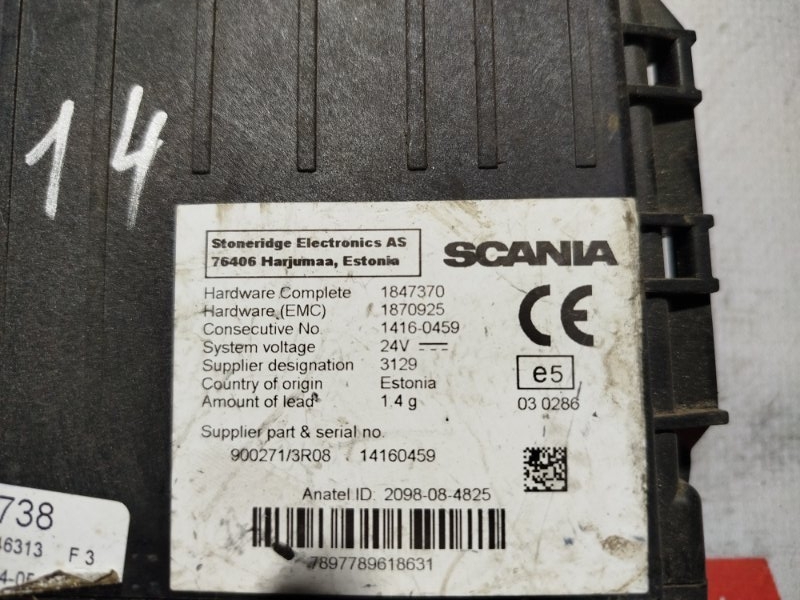 14
Stoneridge Electronics AS
76406 Harjumaa, Estonia
SCANIA
Hardware Complete 1847370
Hardware (EMC) 1870925
Consecutive No 1416-0459
System voltage 24V
Supplier designation 3129
Country of origin Estonia
Amount of lead 1.4 g
CE
e5
03 0286
Supplier part & serial no.
900271/3R08 14160459
Anatel ID: 2098-08-4825
7897789618631
738
46313 F 3